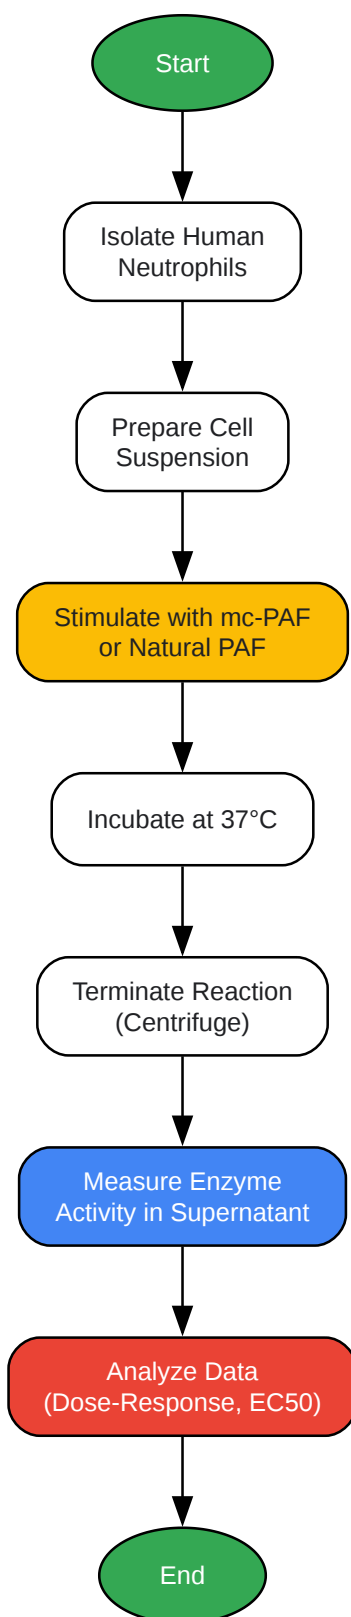 Start
Isolate Human
Neutrophils
Prepare Cell
Suspension
Stimulate with mc-PAF
or Natural PAF
Incubate at 37°C
Terminate Reaction
(Centrifuge)
Measure Enzyme
Activity in Supernatant
Analyze Data
(Dose-Response, EC50)
End